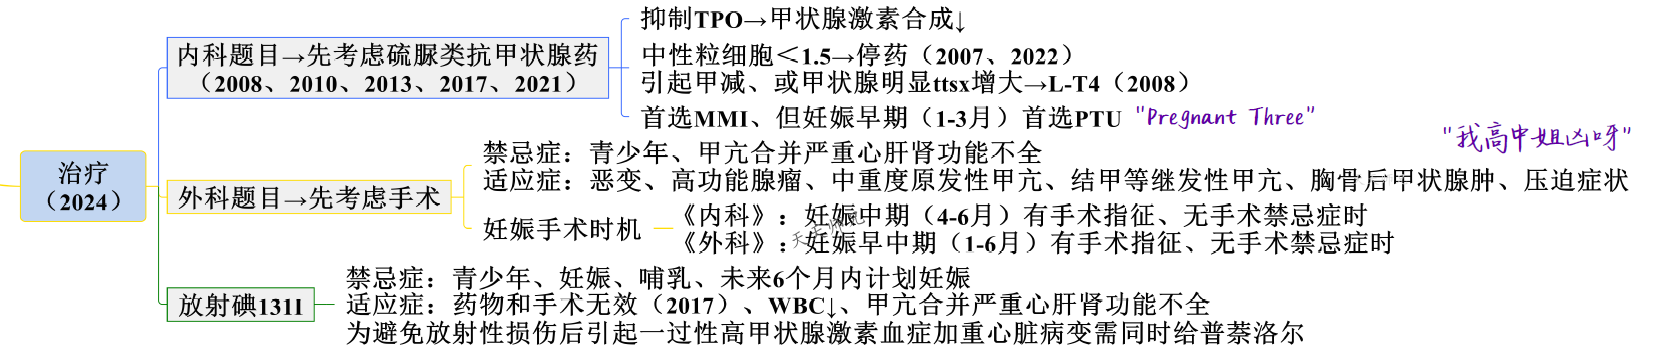 抑制TPO→甲状腺激素合成↓
内科题目→先考虑硫脲类抗甲状腺药
（2008、2010、2013、2017、2021）
中性粒细胞＜1.5→停药（2007、2022）
引起甲减、或甲状腺明显ttsx增大→L-T4（2008）
首选MMI、但妊娠早期（1-3月）首选PTU "Pregnant Three"
"我高中姐凶呀"
治疗
（2024）
外科题目→先考虑手术
禁忌症：青少年、甲亢合并严重心肝肾功能不全
适应症：恶变、高功能腺瘤、中重度原发性甲亢、结甲等继发性甲亢、胸骨后甲状腺肿、压迫症状
妊娠手术时机
《内科》：妊娠中期（4-6月）有手术指征、无手术禁忌症时
《外科》：妊娠早中期（1-6月）有手术指征、无手术禁忌症时
放射碘131I
禁忌症：青少年、妊娠、哺乳、未来6个月内计划妊娠
适应症：药物和手术无效（2017）、WBC↓、甲亢合并严重心肝肾功能不全
为避免放射性损伤后引起一过性高甲状腺激素血症加重心脏病变需同时给普萘洛尔